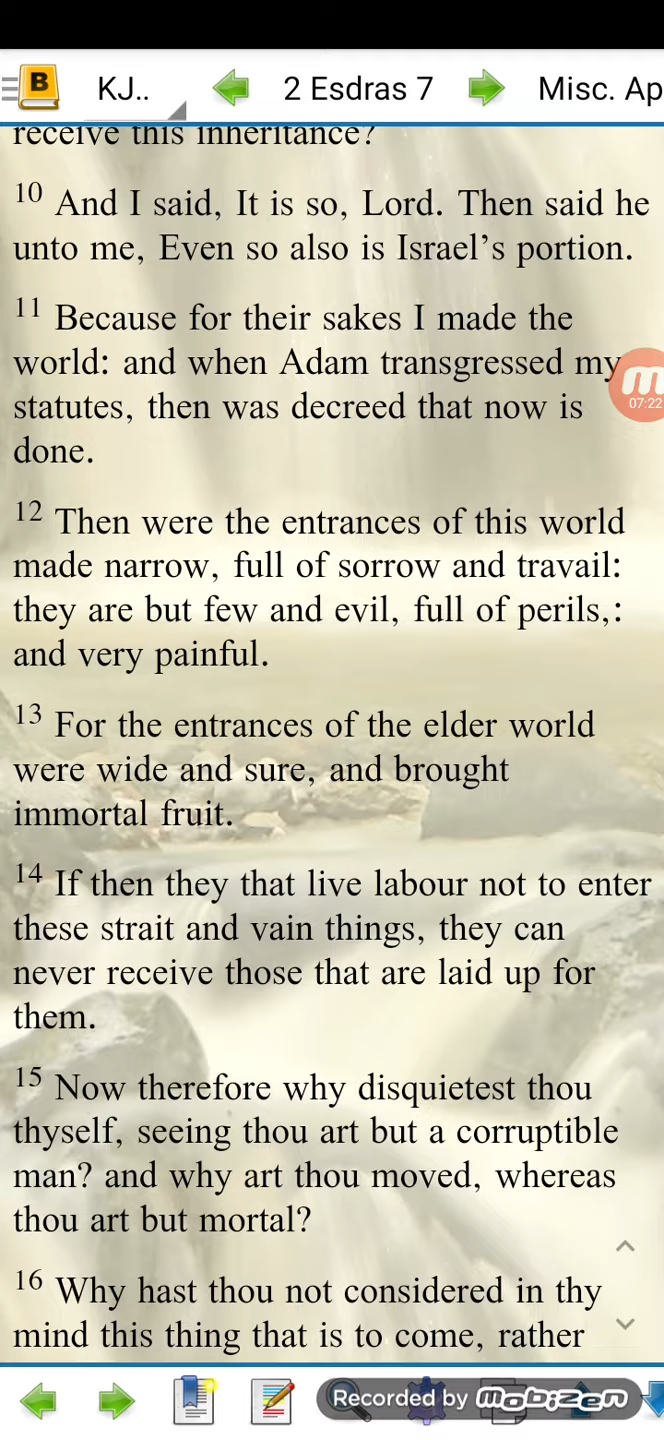 B KJ.. 2 Esdras 7 Misc. Ap
receive this inheritance?
10 And I said, It is so, Lord. Then said he
unto me, Even so also is Israel’s portion.
11 Because for their sakes I made the
world: and when Adam transgressed my
statutes, then was decreed that now is
done.
m
07:22
12 Then were the entrances of this world
made narrow, full of sorrow and travail:
they are but few and evil, full of perils,:
and very painful.
13 For the entrances of the elder world
were wide and sure, and brought
immortal fruit.
14 If then they that live labour not to enter
these strait and vain things, they can
never receive those that are laid up for
them.
15 Now therefore why disquietest thou
thyself, seeing thou art but a corruptible
man? and why art thou moved, whereas
thou art but mortal?
16 Why hast thou not considered in thy
mind this thing that is to come, rather
Recorded by mobizen